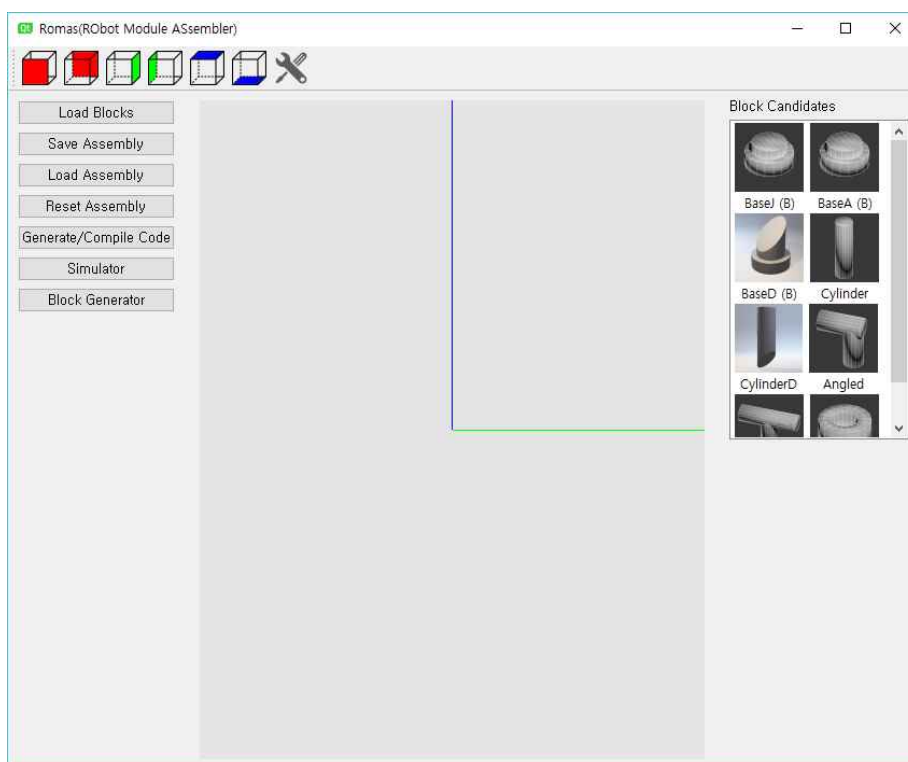 Romas(RObot Module ASsembler)
Load Blocks
Save Assembly
Load Assembly
Reset Assembly
Generate/Compile Code
Simulator
Block Generator
Block Candidates
BaseJ (B) BaseA (B)
BaseD (B) Cylinder
CylinderD Angled